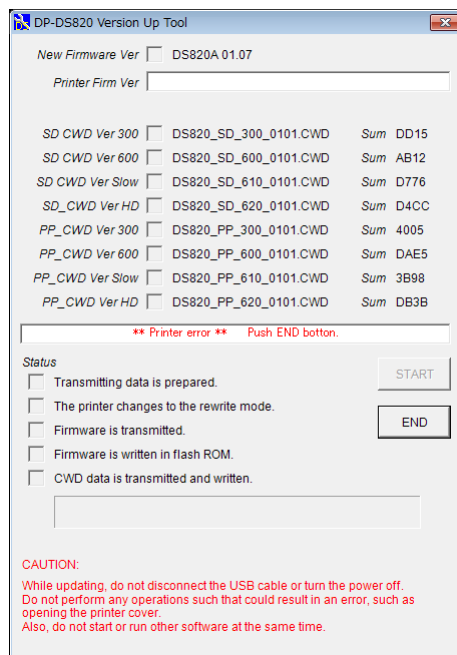 DP-DS820 Version Up Tool
New Firmware Ver DS820A 01.07
Printer Firm Ver
SD CWD Ver 300 DS820_SD_300_0101.CWD Sum DD15
SD CWD Ver 600 DS820_SD_600_0101.CWD Sum AB12
SD CWD Ver Slow DS820_SD_610_0101.CWD Sum D776
SD_CWD Ver HD DS820_SD_620_0101.CWD Sum D4CC
PP_CWD Ver 300 DS820_PP_300_0101.CWD Sum 4005
PP_CWD Ver 600 DS820_PP_600_0101.CWD Sum DAE5
PP_CWD Ver Slow DS820_PP_610_0101.CWD Sum 3B98
PP_CWD Ver HD DS820_PP_620_0101.CWD Sum DB3B
** Printer error ** Push END botton.
Status
Transmitting data is prepared.
START
The printer changes to the rewrite mode.
END
Firmware is transmitted.
Firmware is written in flash ROM.
CWD data is transmitted and written.
CAUTION:
While updating, do not disconnect the USB cable or turn the power off.
Do not perform any operations such that could result in an error, such as
opening the printer cover.
Also, do not start or run other software at the same time.